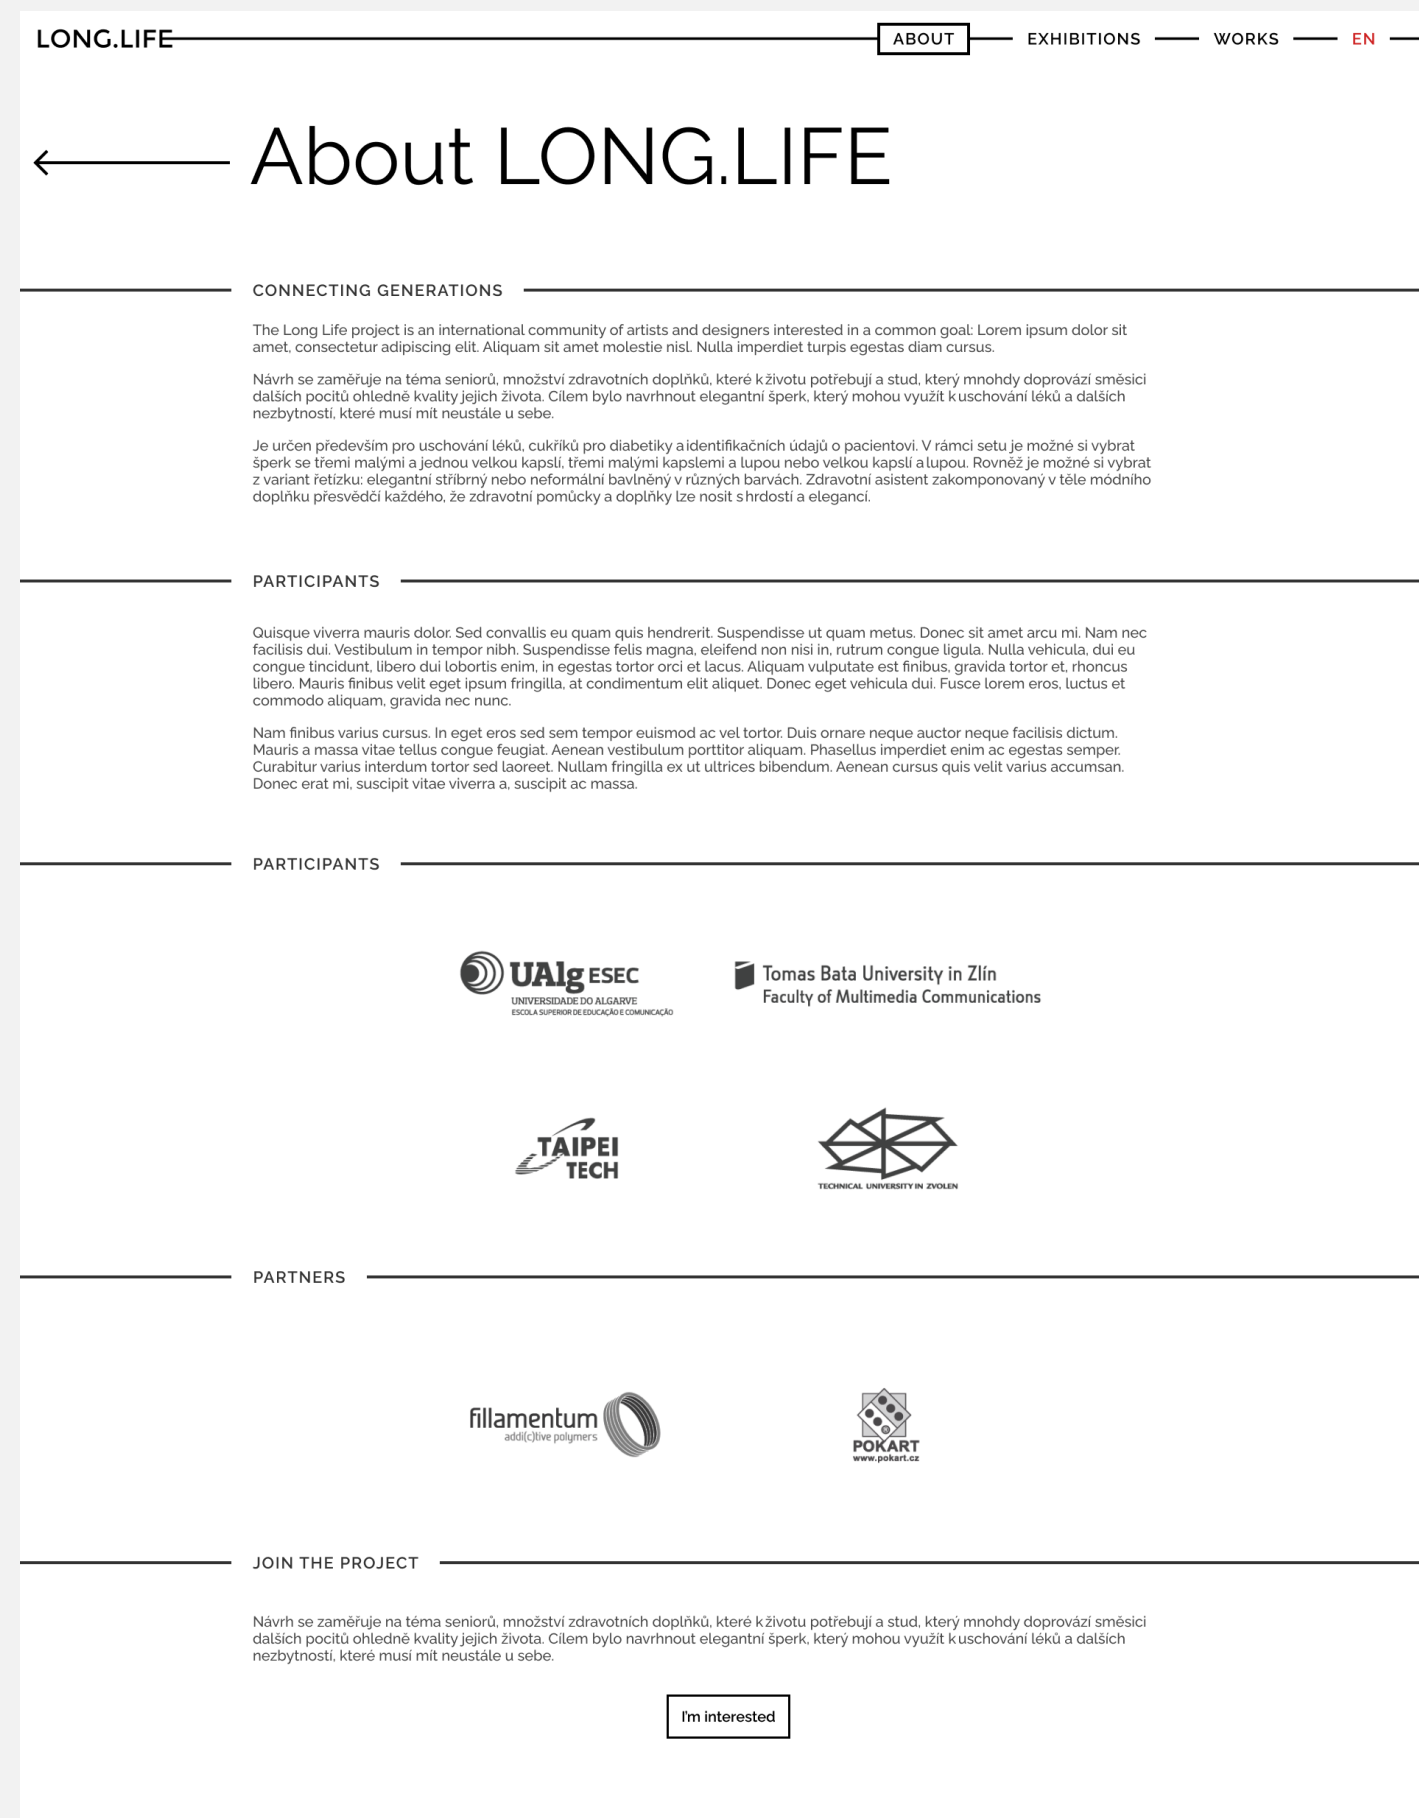 LONG.LIFE
ABOUT
EXHIBITIONS
WORKS
EN
About LONG.LIFE
CONNECTING GENERATIONS
The Long Life project is an international community of artists and designers interested in a common goal: Lorem ipsum dolor sit
amet, consectetur adipiscing elit. Aliquam sit amet molestie nisl. Nulla imperdiet turpis egestas diam cursus.
Návrh se zaměřuje na téma seniorů, množství zdravotních doplňků, které k životu potřebují a stud, který mnohdy doprovází směsici
dalších pocitů ohledně kvality jejich života. Cílem bylo navrhnout elegantní šperk, který mohou využít k uschování léků a dalších
nezbytností, které musí mít neustále u sebe.
Je určen především pro uschování léků, cukříků pro diabetiky a identifikačních údajů o pacientovi. V rámci setu je možné si vybrat
šperk se třemi malými a jednou velkou kapslí, třemi malými kapslemi a lupou nebo velkou kapslí a lupou. Rovněž je možné si vybrat
z variant řetízku: elegantní stříbrný nebo neformální bavlněný v různých barvách. Zdravotní asistent zakomponovaný v těle módního
doplňku přesvědčí každého, že zdravotní pomůcky a doplňky lze nosit s hrdostí a elegancí.
PARTICIPANTS
Quisque viverra mauris dolor. Sed convallis eu quam quis hendrerit. Suspendisse ut quam metus. Donec sit amet arcu mi. Nam nec
facilisis dui. Vestibulum in tempor nibh. Suspendisse felis magna, eleifend non nisi in, rutrum congue ligula. Nulla vehicula, dui eu
congue tincidunt, libero dui lobortis enim, in egestas tortor orci et lacus. Aliquam vulputate est finibus, gravida tortor et, rhoncus
libero. Mauris finibus velit eget ipsum fringilla, at condimentum elit aliquet. Donec eget vehicula dui. Fusce lorem eros, luctus et
commodo aliquam, gravida nec nunc.
Nam finibus varius cursus. In eget eros sed sem tempor euismod ac vel tortor. Duis ornare neque auctor neque facilisis dictum.
Mauris a massa vitae tellus congue feugiat. Aenean vestibulum porttitor aliquam. Phasellus imperdiet enim ac egestas semper.
Curabitur varius interdum tortor sed laoreet. Nullam fringilla ex ut ultrices bibendum. Aenean cursus quis velit varius accumsan.
Donec erat mi, suscipit vitae viverra a, suscipit ac massa.
PARTICIPANTS
UAlg ESEC
UNIVERSIDADE DO ALGARVE
ESCOLA SUPERIOR DE EDUCAÇÃO E COMUNICAÇÃO
Tomas Bata University in Zlín
Faculty of Multimedia Communications
TAIPEI
TECH
TECHNICAL UNIVERSITY IN ZVOLEN
PARTNERS
fillamentum
addi(c)tive polymers
POKART
www.pokart.cz
JOIN THE PROJECT
Návrh se zaměřuje na téma seniorů, množství zdravotních doplňků, které k životu potřebují a stud, který mnohdy doprovází směsici
dalších pocitů ohledně kvality jejich života. Cílem bylo navrhnout elegantní šperk, který mohou využít k uschování léků a dalších
nezbytností, které musí mít neustále u sebe.
I'm interested